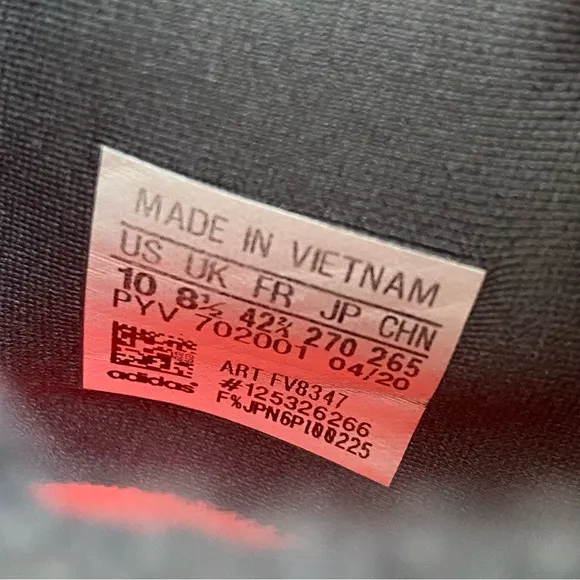 MADE IN VIETNAM
US UK FR JP CHN
10 8½ 42⅔ 270 265
PYV 702001 04/20
adidas
ART FV8347
#125326266
F%JPN6PI00225